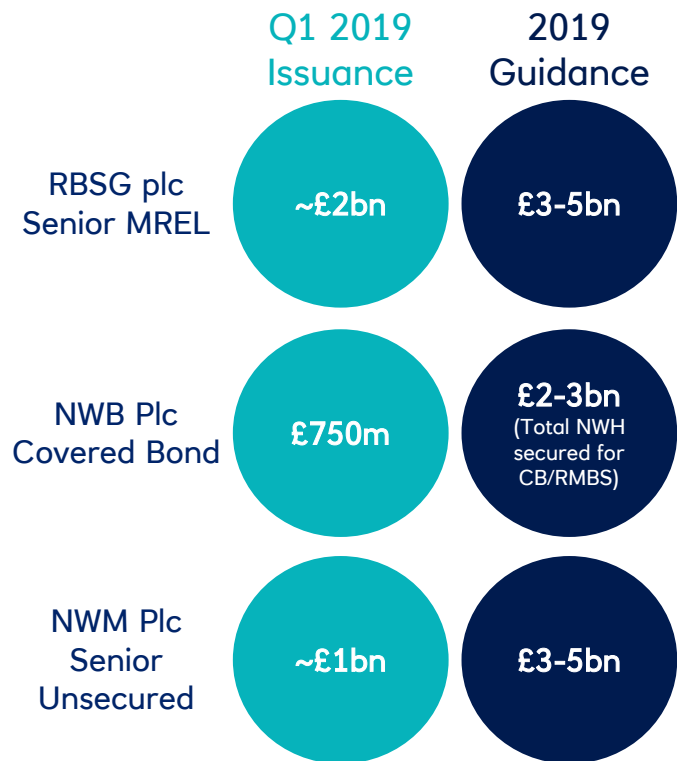 Q1 2019
Issuance
2019
Guidance
RBSG plc
Senior MREL
~£2bn
£3-5bn
NWB Plc
Covered Bond
£750m
£2-3bn
(Total NWH
secured for
CB/RMBS)
NWM Plc
Senior
Unsecured
~£1bn
£3-5bn